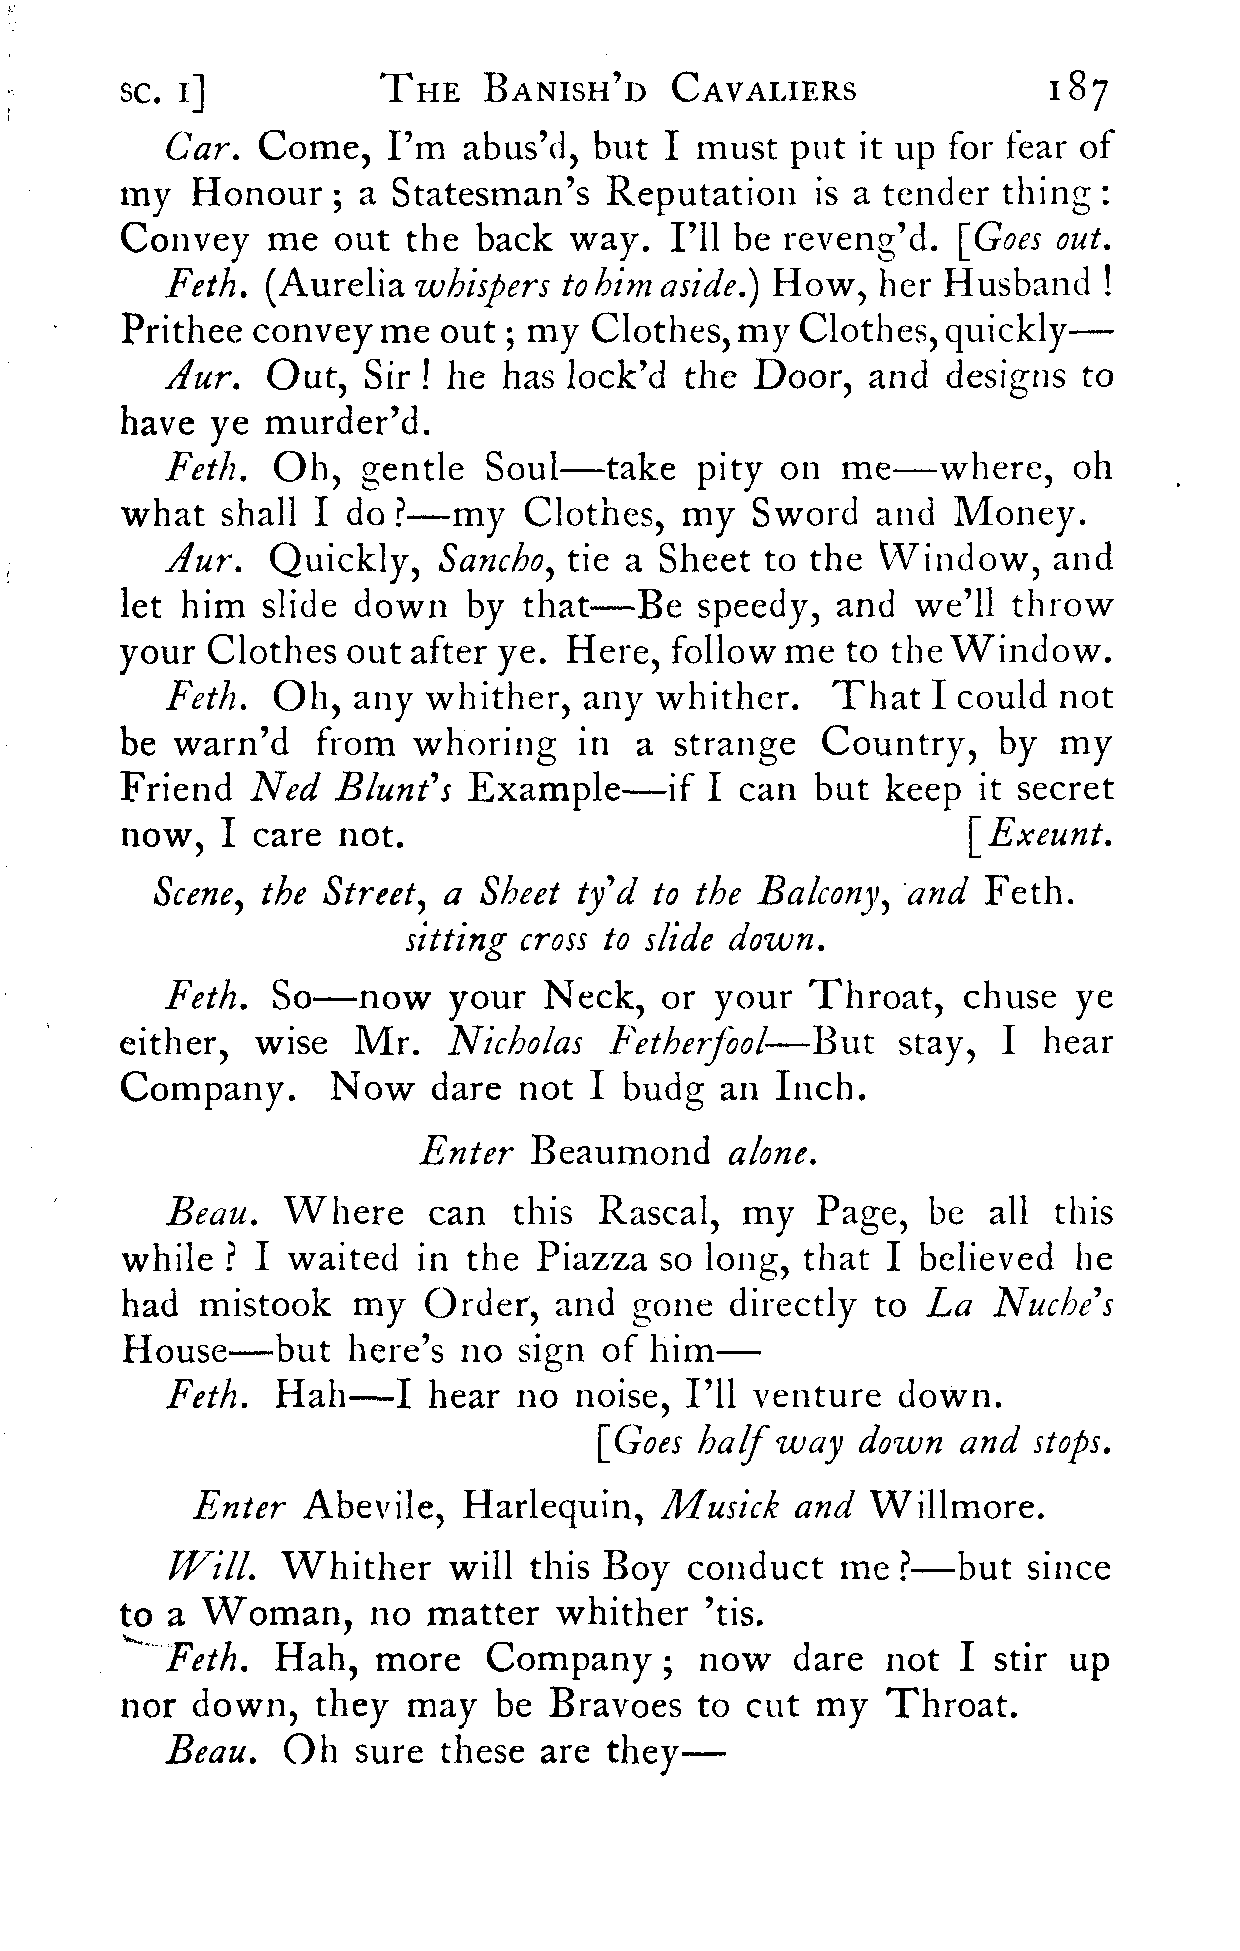 SC. I] THE BANISH'D CAVALIERS 187
Car. Come, I'm abus'd, but I must put it up for fear of
my Honour; a Statesman's Reputation is a tender thing:
Convey me out the back way. I'll be reveng'd. [Goes out.
Feth. (Aurelia whispers to him aside.) How, her Husband!
Prithee convey me out; my Clothes, my Clothes, quickly—
Aur. Out, Sir! he has lock'd the Door, and designs to
have ye murder'd.
Feth. Oh, gentle Soul—take pity on me—where, oh
what shall I do?—my Clothes, my Sword and Money.
Aur. Quickly, Sancho, tie a Sheet to the Window, and
let him slide down by that—Be speedy, and we'll throw
your Clothes out after ye. Here, follow me to the Window.
Feth. Oh, any whither, any whither. That I could not
be warn'd from whoring in a strange Country, by my
Friend Ned Blunt's Example—if I can but keep it secret
now, I care not. [Exeunt.
Scene, the Street, a Sheet ty'd to the Balcony, and Feth.
sitting cross to slide down.
Feth. So—now your Neck, or your Throat, chuse ye
either, wise Mr. Nicholas Fetherfool—But stay, I hear
Company. Now dare not I budg an Inch.
Enter Beaumond alone.
Beau. Where can this Rascal, my Page, be all this
while? I waited in the Piazza so long, that I believed he
had mistook my Order, and gone directly to La Nuche's
House—but here's no sign of him—
Feth. Hah—I hear no noise, I'll venture down.
[Goes half way down and stops.
Enter Abevile, Harlequin, Musick and Willmore.
Will. Whither will this Boy conduct me?—but since
to a Woman, no matter whither 'tis.
Feth. Hah, more Company; now dare not I stir up
nor down, they may be Bravoes to cut my Throat.
Beau. Oh sure these are they—